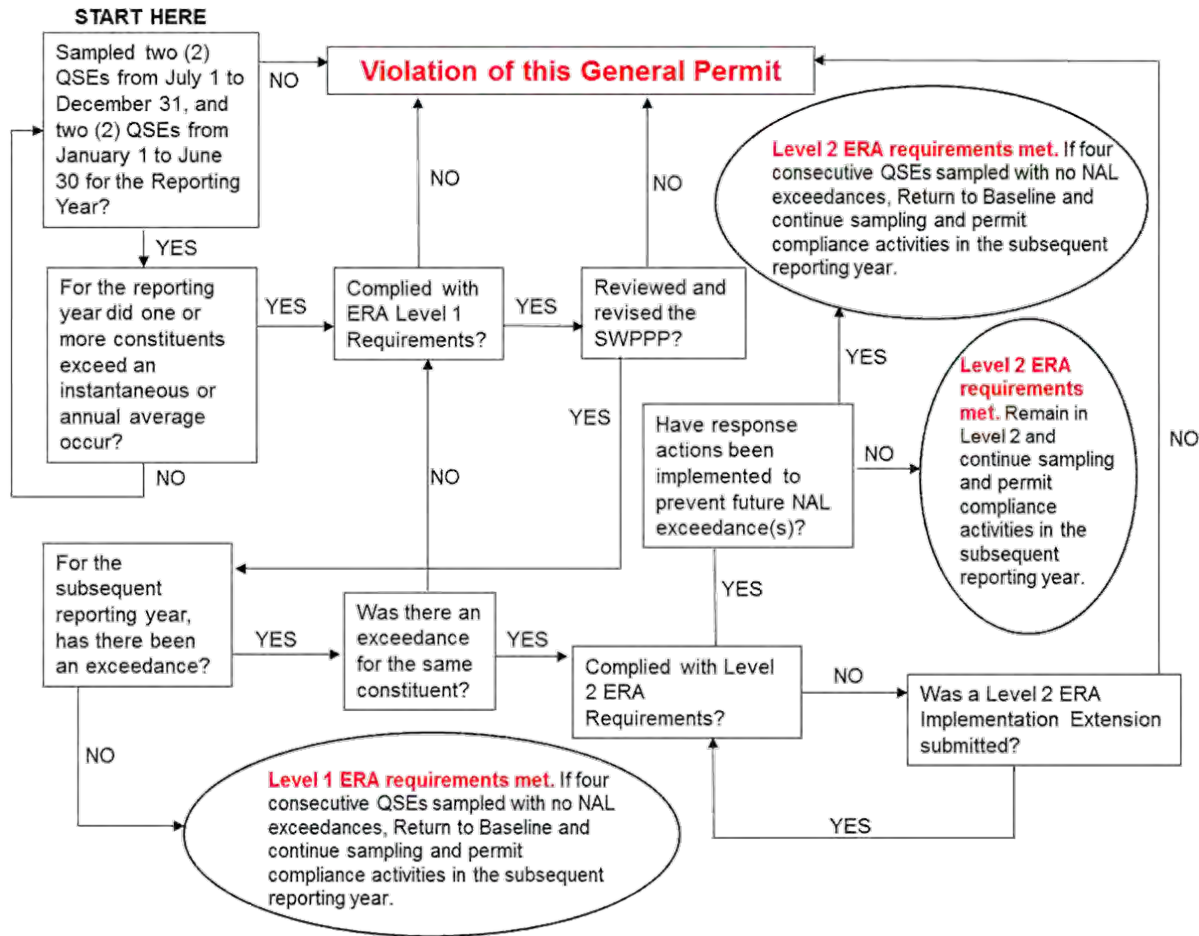 START HERE
Sampled two (2)
QSEs from July 1 to
December 31, and
two (2) QSEs from
January 1 to June
30 for the Reporting
Year?
NO
Violation of this General Permit
YES
NO
NO
Level 2 ERA requirements met. If four
consecutive QSEs sampled with no NAL
exceedances, Return to Baseline and
continue sampling and permit
compliance activities in the subsequent
reporting year.
For the reporting
year did one or
more constituents
exceed an
instantaneous or
annual average
occur?
YES
Complied with
ERA Level 1
Requirements?
YES
Reviewed and
revised the
SWPPP?
YES
Level 2 ERA
requirements
met. Remain in
Level 2 and
continue sampling
and permit
compliance
activities in the
subsequent
reporting year.
NO
YES
Have response
actions been
implemented to
prevent future NAL
exceedance(s)?
NO
NO
NO
For the
subsequent
reporting year,
has there been
an exceedance?
YES
Was there an
exceedance
for the same
constituent?
YES
YES
Complied with Level
2 ERA
Requirements?
NO
Was a Level 2 ERA
Implementation Extension
submitted?
NO
YES
Level 1 ERA requirements met. If four
consecutive QSEs sampled with no NAL
exceedances, Return to Baseline and
continue sampling and permit
compliance activities in the subsequent
reporting year.